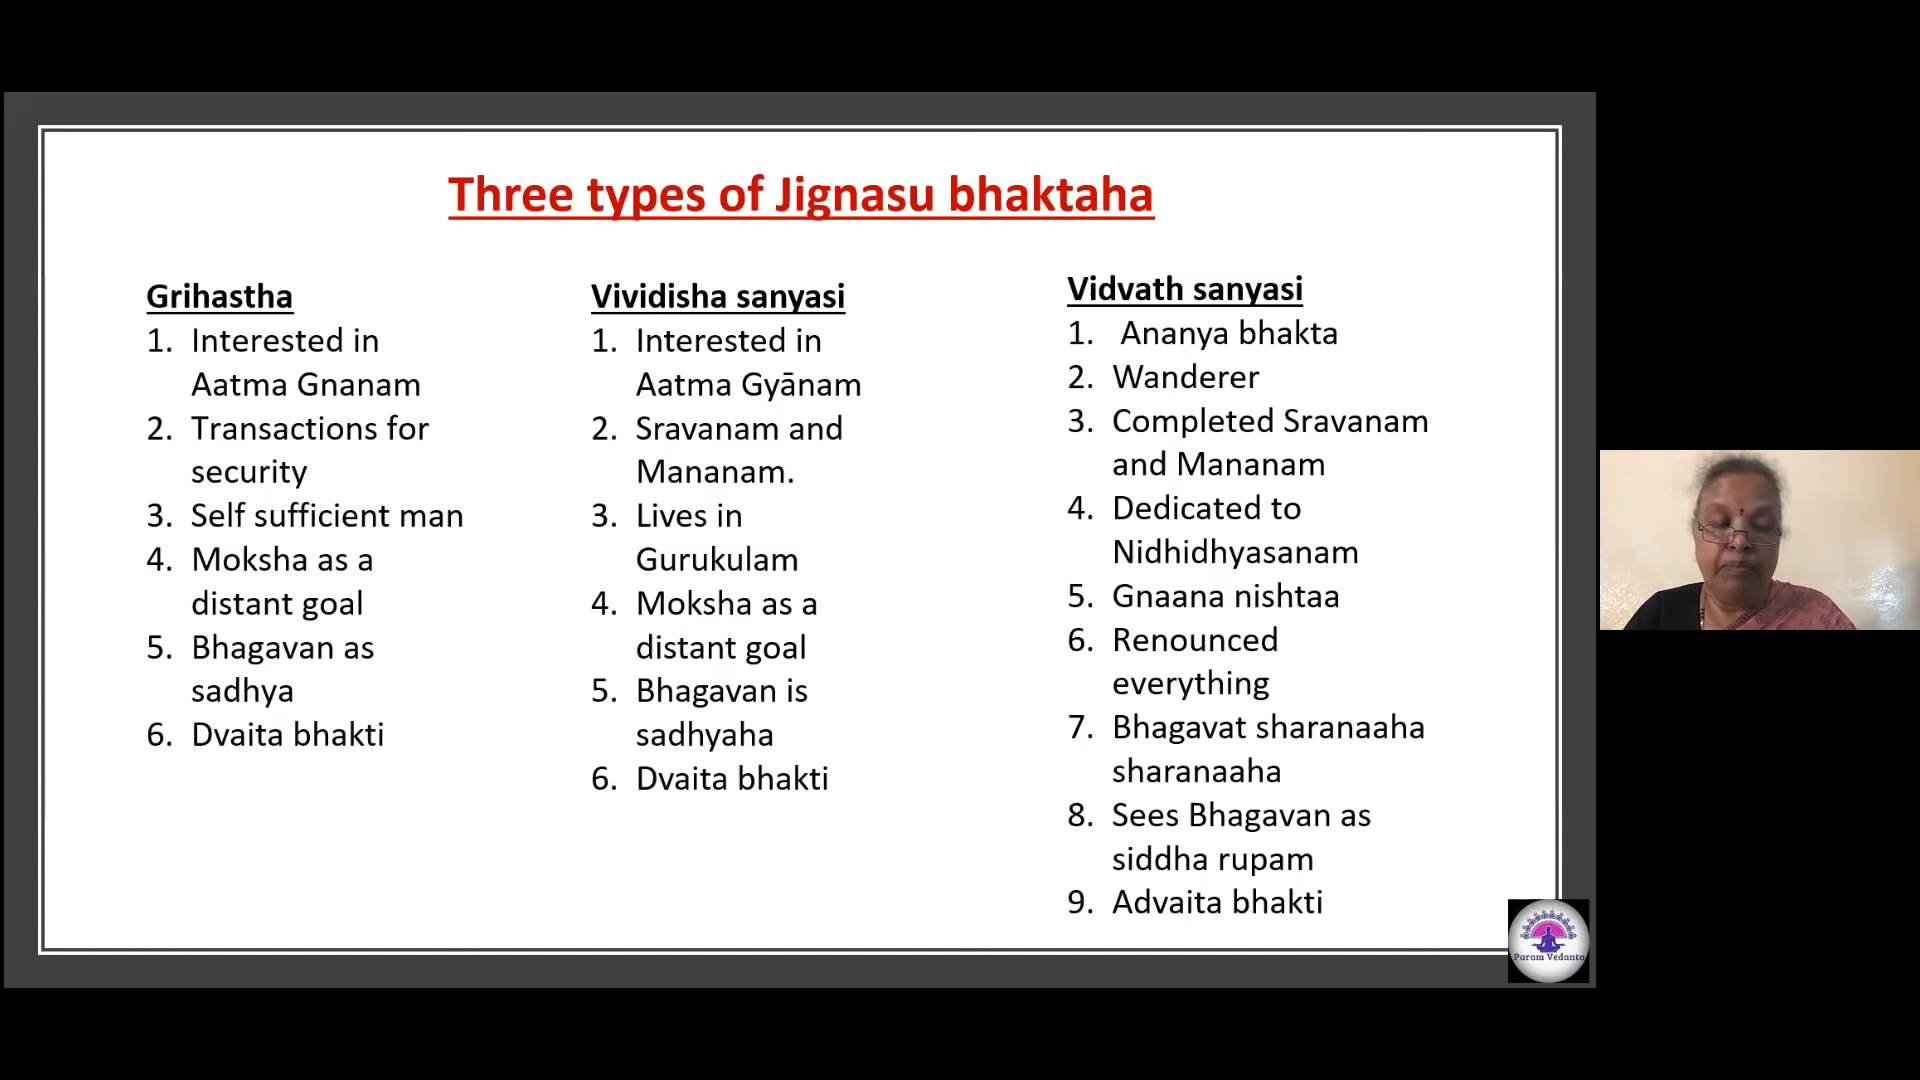 Three types of Jignasu bhaktaha
Grihastha
1. Interested in
Aatma Gnanam
2. Transactions for
security
3. Self sufficient man
4. Moksha as a
distant goal
5. Bhagavan as
sadhya
6. Dvaita bhakti
Vividisha sanyasi
1. Interested in
Aatma Gyānam
2. Sravanam and
Mananam.
3. Lives in
Gurukulam
4. Moksha as a
distant goal
5. Bhagavan is
sadhyaha
6. Dvaita bhakti
Vidvath sanyasi
1. Ananya bhakta
2. Wanderer
3. Completed Sravanam
and Mananam
4. Dedicated to
Nidhidhyasanam
5. Gnaana nishtaa
6. Renounced
everything
7. Bhagavat sharanaaha
sharanaaha
8. Sees Bhagavan as
siddha rupam
9. Advaita bhakti
Param Vedanta